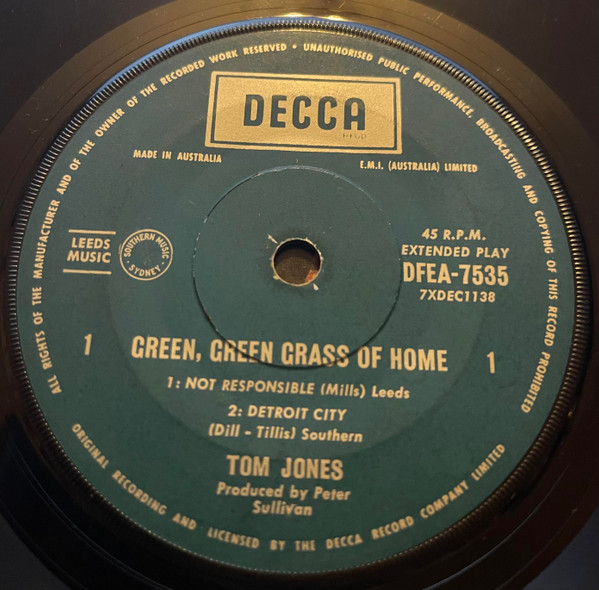 ALL RIGHTS OF THE MANUFACTURER AND OF THE OWNER OF THE RECORDED WORK RESERVED • UNAUTHORISED PUBLIC PERFORMANCE, BROADCASTING AND COPYING OF THIS RECORD PROHIBITED
DECCA
REGD
MADE IN AUSTRALIA
E.M.I. (AUSTRALIA) LIMITED
LEEDS
MUSIC
SOUTHERN MUSIC
• SYDNEY •
45 R.P.M.
EXTENDED PLAY
DFEA-7535
7XDEC1138
1 GREEN, GREEN GRASS OF HOME 1
1: NOT RESPONSIBLE (Mills) Leeds
2: DETROIT CITY
(Dill - Tillis) Southern
TOM JONES
Produced by Peter
Sullivan
ORIGINAL RECORDING AND LICENSED BY THE DECCA RECORD COMPANY LIMITED